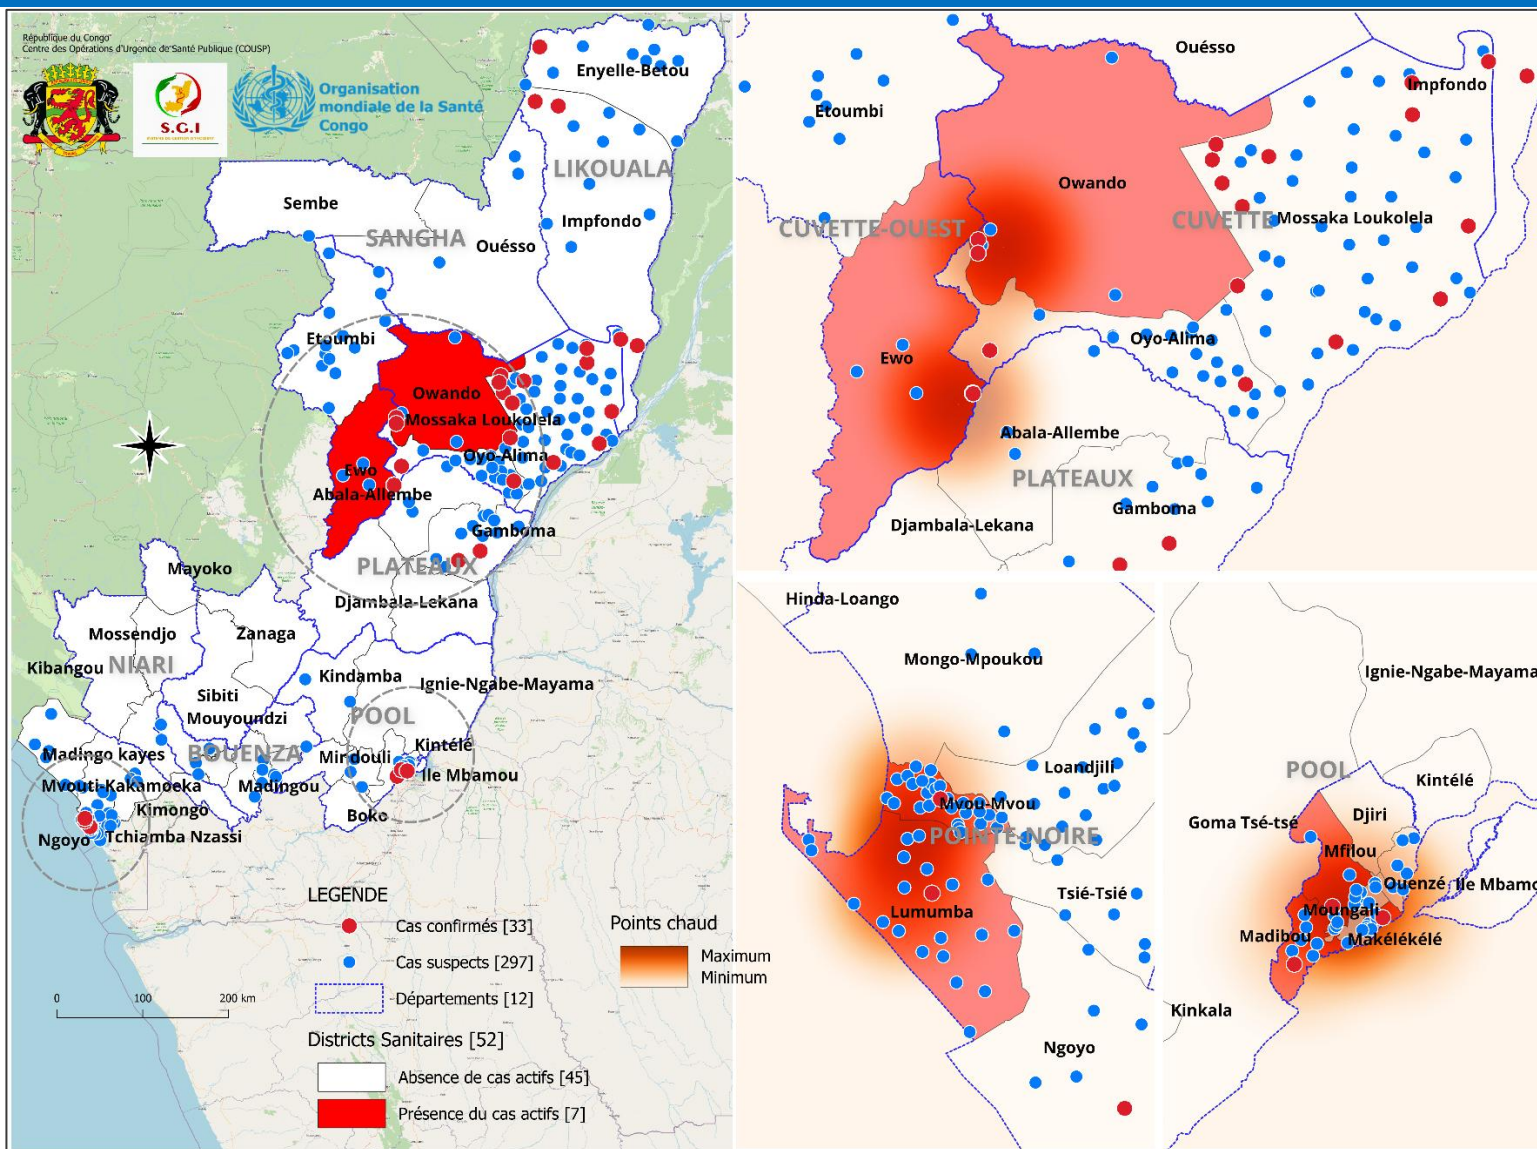 République du Congo
Centre des Opérations d'Urgence de Santé Publique (COUSP)
S.G.I
Organisation
mondiale de la Santé
Congo
Enyelle-Betou
LIKOUALA
Sembe
SANGHA
Ouésso
Impfondo
Etoumbi
Owando
Mossaka Loukolela
Oyo-Alima
Ewo
Abala-Allembe
Gamboma
PLATEAUX
Djambala-Lekana
Mayoko
Mossendjo
Zanaga
Kibangou
NIARI
Kindamba
Ignie-Ngabe-Mayama
Sibiti
Mouyoundzi
POOL
BOUENZA
Kintélé
Madingo kayes
Mindouli
Ile Mbamou
Mvouti-Kakamoeka
Madingou
Kimongo
Boko
Ngoyo
Tchiamba Nzassi
LEGENDE
Cas confirmés [33]
Cas suspects [297]
Départements [12]
Districts Sanitaires [52]
Absence de cas actifs [45]
Présence du cas actifs [7]
0 100 200 km
Points chaud
Maximum
Minimum
Ouésso
Impfondo
Etoumbi
Owando
CUVETTE-OUEST
CUVETTE
Mossaka Loukolela
Oyo-Alima
Ewo
Abala-Allembe
PLATEAUX
Gamboma
Djambala-Lekana
Hinda-Loango
Mongo-Mpoukou
Loandjili
Mvou-Mvou
POINTE-NOIRE
Tsié-Tsié
Lumumba
Ngoyo
Ignie-Ngabe-Mayama
POOL
Kintélé
Goma Tsé-tsé
Djiri
Mfilou
Ouenzé
Ile Mbamo
Moungali
Madibou
Makélékélé
Kinkala